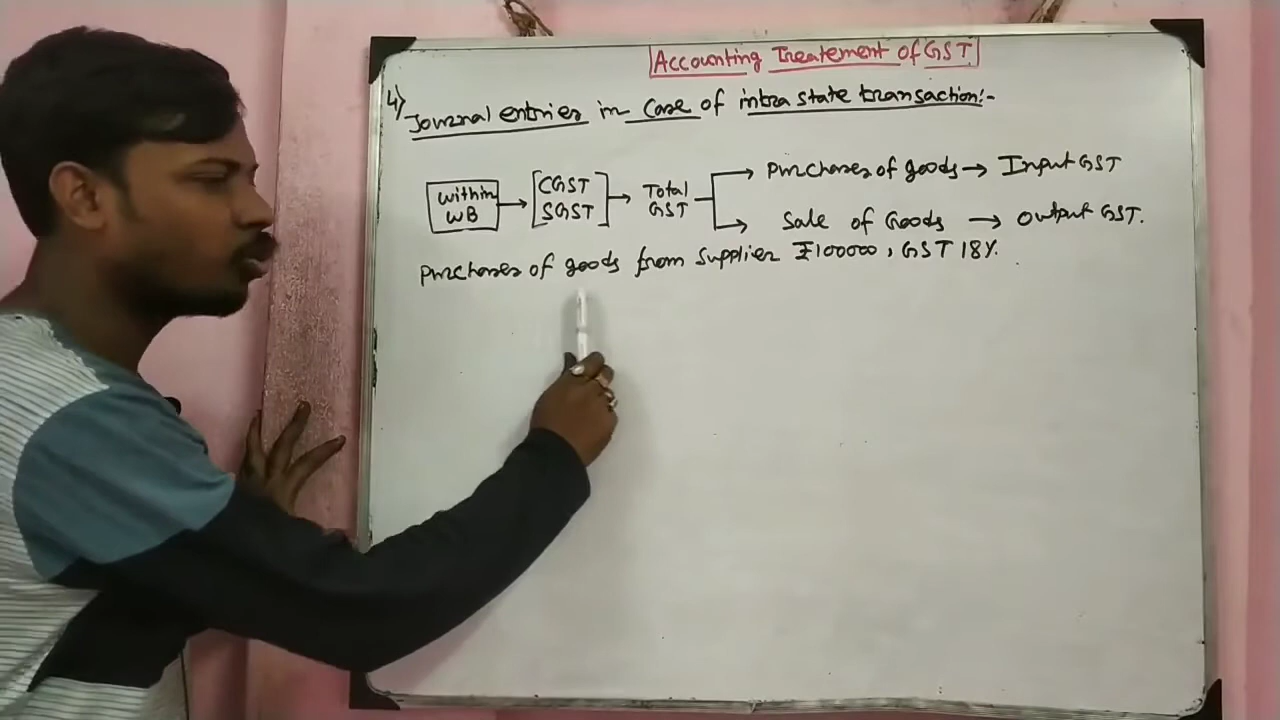 Accounting Treatement of GST
4) Journal entries in Case of intra state transaction:-
within WB → [CGST SGST] → Total GST
Purchases of goods → Input GST
Sale of Goods → Output GST.
Purchases of goods from Supplier ₹100000, GST 18%.